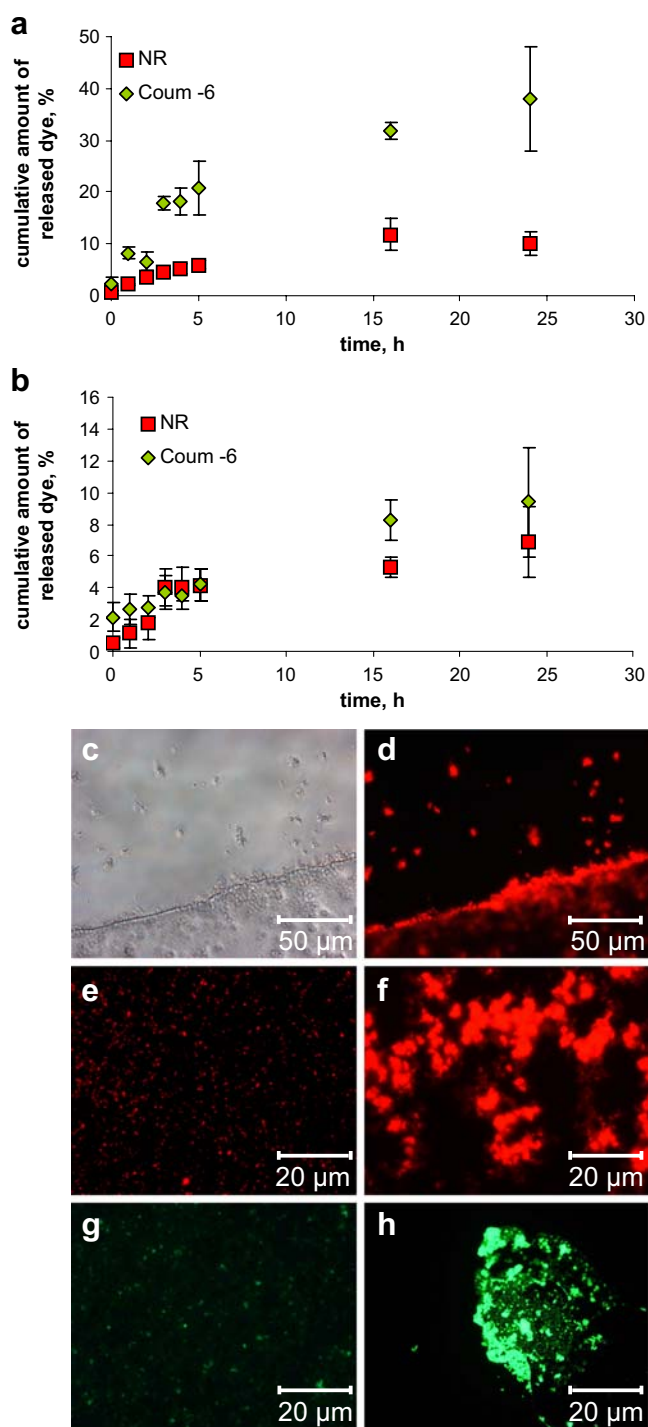 a
cumulative amount of
released dye, %
50
40
30
20
10
0
NR
Coum -6
0 5 10 15 20 25 30
time, h
b
cumulative amount of
released dye, %
16
14
12
10
8
6
4
2
0
NR
Coum -6
0 5 10 15 20 25 30
time, h
c
50 µm
d
50 µm
e
20 µm
f
20 µm
g
20 µm
h
20 µm